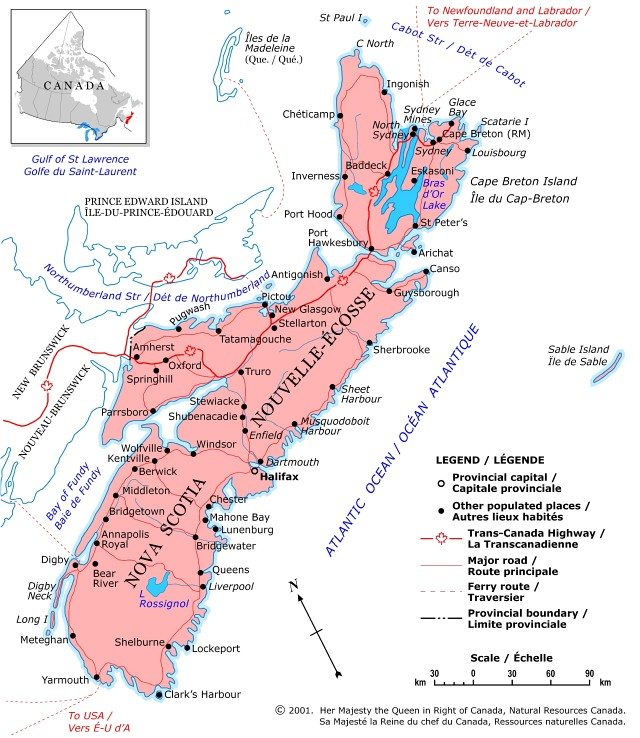 CANADA
St Paul I
To Newfoundland and Labrador /
Vers Terre-Neuve-et-Labrador
Îles de la
Madeleine
(Que. / Qué.)
Cabot Str / Dét de Cabot
C North
Ingonish
Chéticamp
Sydney
Mines
Glace
Bay
Scatarie I
North
Sydney
Cape Breton (RM)
Sydney
Louisbourg
Gulf of St Lawrence
Golfe du Saint-Laurent
Baddeck
Eskasoni
Inverness
Bras
d'Or
Lake
Cape Breton Island
Île du Cap-Breton
PRINCE EDWARD ISLAND
ÎLE-DU-PRINCE-ÉDOUARD
Port Hood
St Peter's
Port
Hawkesbury
Arichat
Canso
Northumberland Str / Dét de Northumberland
Antigonish
Guysborough
Pictou
New Glasgow
Stellarton
Pugwash
Tatamagouche
NEW BRUNSWICK
NOUVEAU-BRUNSWICK
Amherst
Oxford
Springhill
Truro
NOUVELLE-ÉCOSSE
Sherbrooke
Sable Island
Île de Sable
Parrsboro
Stewiacke
Shubenacadie
Sheet
Harbour
Enfield
Musquodoboit
Harbour
ATLANTIC OCEAN / OCÉAN ATLANTIQUE
Wolfville
Windsor
Kentville
Berwick
Dartmouth
Halifax
Bay of Fundy
Baie de Fundy
Middleton
NOVA SCOTIA
Chester
Bridgetown
Mahone Bay
Lunenburg
Annapolis
Royal
Bridgewater
Digby
Bear
River
Queens
Liverpool
Digby
Neck
L
Rossignol
Long I
Meteghan
Shelburne
Lockeport
Yarmouth
Clark's Harbour
To USA /
Vers É-U d'A
N
LEGEND / LÉGENDE
Provincial capital /
Capitale provinciale
Other populated places /
Autres lieux habités
Trans-Canada Highway /
La Transcanadienne
Major road /
Route principale
Ferry route /
Traversier
Provincial boundary /
Limite provinciale
Scale / Échelle
30 0 30 60 90
km km
© 2001. Her Majesty the Queen in Right of Canada, Natural Resources Canada.
Sa Majesté la Reine du chef du Canada, Ressources naturelles Canada.